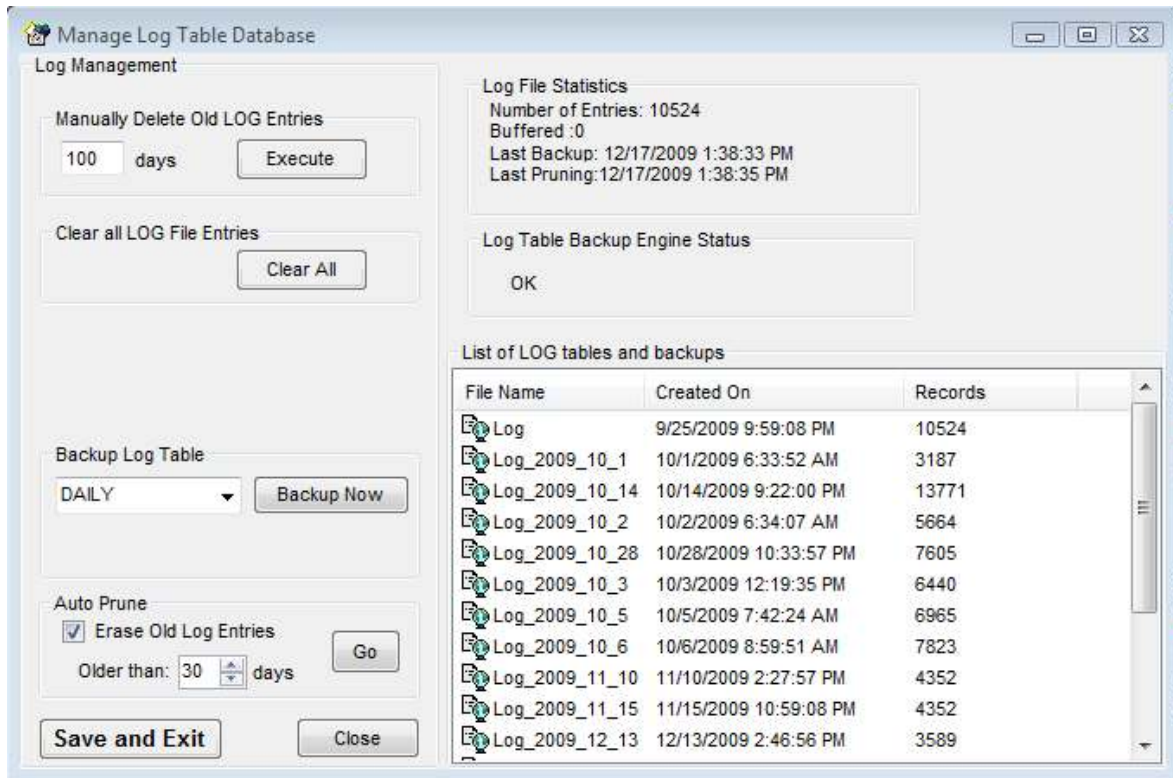 Manage Log Table Database
Log Management
Manually Delete Old LOG Entries
100 days Execute
Clear all LOG File Entries
Clear All
Backup Log Table
DAILY Backup Now
Auto Prune
Erase Old Log Entries
Go
Older than: 30 days
Save and Exit Close
Log File Statistics
Number of Entries: 10524
Buffered :0
Last Backup: 12/17/2009 1:38:33 PM
Last Pruning:12/17/2009 1:38:35 PM
Log Table Backup Engine Status
OK
List of LOG tables and backups
File Name Created On Records
Log 9/25/2009 9:59:08 PM 10524
Log_2009_10_1 10/1/2009 6:33:52 AM 3187
Log_2009_10_14 10/14/2009 9:22:00 PM 13771
Log_2009_10_2 10/2/2009 6:34:07 AM 5664
Log_2009_10_28 10/28/2009 10:33:57 PM 7605
Log_2009_10_3 10/3/2009 12:19:35 PM 6440
Log_2009_10_5 10/5/2009 7:42:24 AM 6965
Log_2009_10_6 10/6/2009 8:59:51 AM 7823
Log_2009_11_10 11/10/2009 2:27:57 PM 4352
Log_2009_11_15 11/15/2009 10:59:08 PM 4352
Log_2009_12_13 12/13/2009 2:46:56 PM 3589